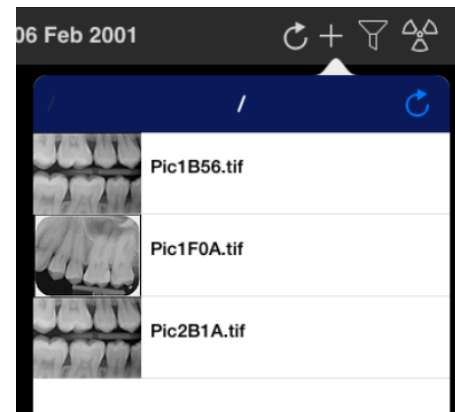 06 Feb 2001
/ /
Pic1B56.tif
Pic1F0A.tif
Pic2B1A.tif